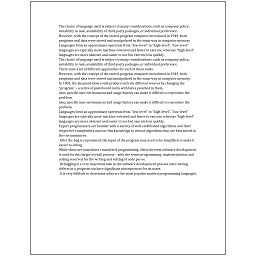 The choice of language used is subject to many considerations, such as company policy,
suitability to task, availability of third-party packages, or individual preference.
However, with the concept of the stored-program computer introduced in 1949, both
programs and data were stored and manipulated in the same way in computer memory.
Languages form an approximate spectrum from "low-level" to "high-level"; "low-level"
languages are typically more machine-oriented and faster to execute, whereas "high-level"
languages are more abstract and easier to use but execute less quickly.
The choice of language used is subject to many considerations, such as company policy,
suitability to task, availability of third-party packages, or individual preference.
There exist a lot of different approaches for each of those tasks.
However, with the concept of the stored-program computer introduced in 1949, both
programs and data were stored and manipulated in the same way in computer memory.
In 1801, the Jacquard loom could produce entirely different weaves by changing the
"program" - a series of pasteboard cards with holes punched in them.
Also, specific user environment and usage history can make it difficult to reproduce the
problem.
Also, specific user environment and usage history can make it difficult to reproduce the
problem.
Languages form an approximate spectrum from "low-level" to "high-level"; "low-level"
languages are typically more machine-oriented and faster to execute, whereas "high-level"
languages are more abstract and easier to use but execute less quickly.
Expert programmers are familiar with a variety of well-established algorithms and their
respective complexities and use this knowledge to choose algorithms that are best suited to
the circumstances.
After the bug is reproduced, the input of the program may need to be simplified to make it
easier to debug.
While these are sometimes considered programming, often the term software development
is used for this larger overall process – with the terms programming, implementation, and
coding reserved for the writing and editing of code per se.
Debugging is a very important task in the software development process since having
defects in a program can have significant consequences for its users.
It is very difficult to determine what are the most popular modern programming languages.